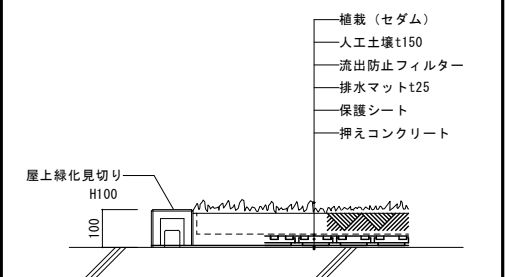 植栽（セダム）
人工土壌t150
流出防止フィルター
排水マットt25
保護シート
押えコンクリート
屋上緑化見切り
H100
100